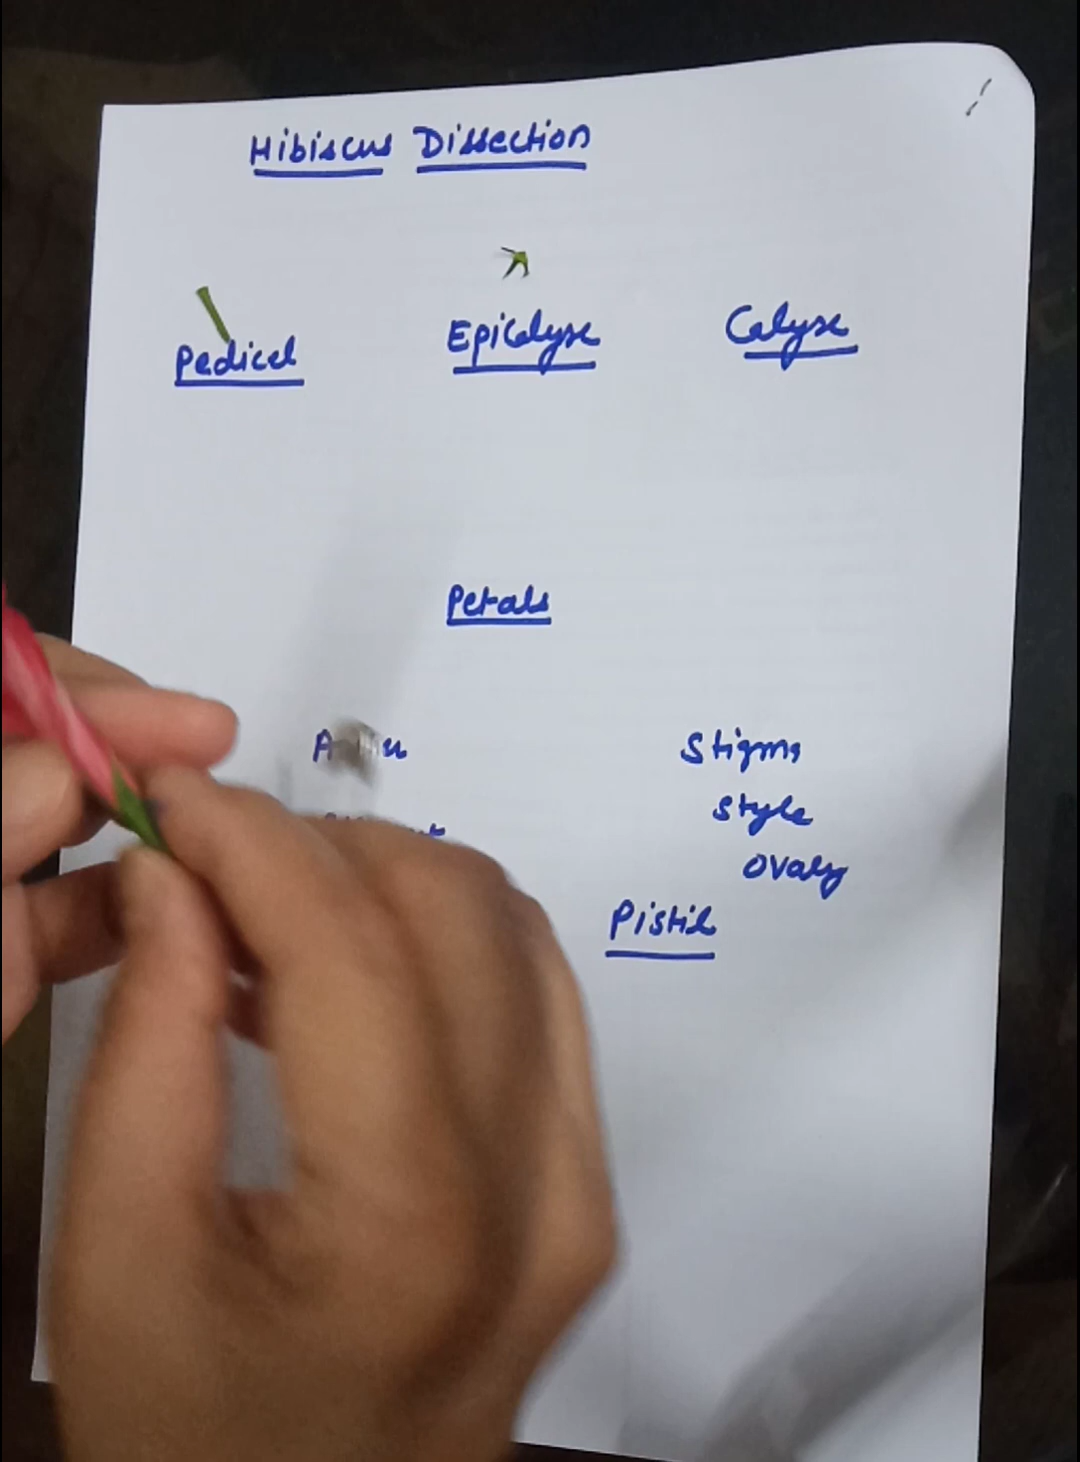 Hibiscus Dissection
Pedicel Epicalyx Calyx
Petals
Stigma
Style
Ovary
Pistil